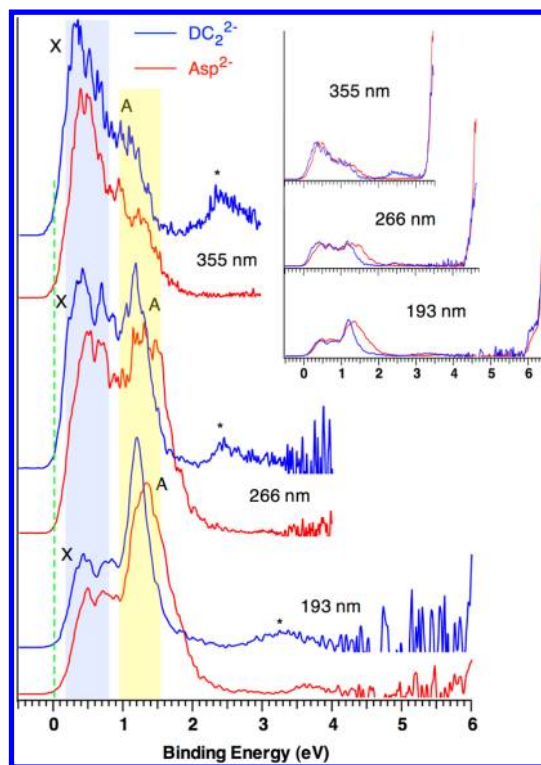 X
DC₂²⁻
Asp²⁻
A
*
355 nm
355 nm
266 nm
193 nm
0 1 2 3 4 5 6
X
A
*
266 nm
A
X
193 nm
*
0 1 2 3 4 5 6
Binding Energy (eV)